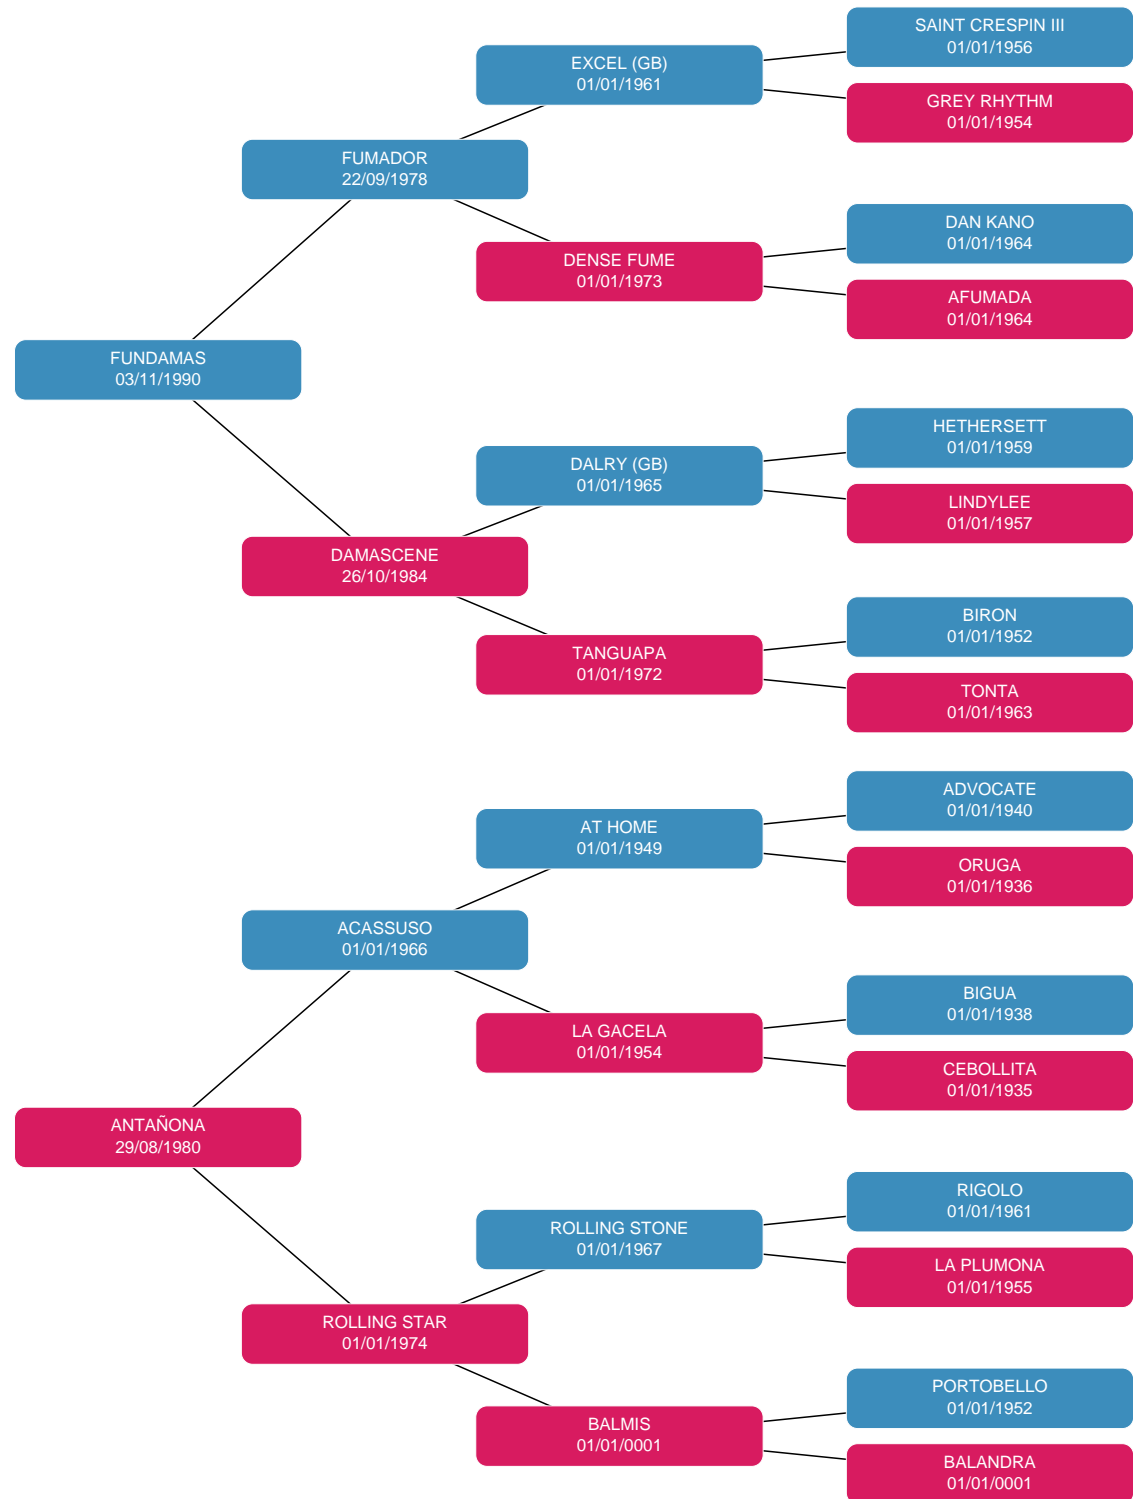 SAINT CRESPIN III
01/01/1956
EXCEL (GB)
01/01/1961
GREY RHYTHM
01/01/1954
FUMADOR
22/09/1978
DAN KANO
01/01/1964
DENSE FUME
01/01/1973
AFUMADA
01/01/1964
FUNDAMAS
03/11/1990
HETHERSETT
01/01/1959
DALRY (GB)
01/01/1965
LINDYLEE
01/01/1957
DAMASCENE
26/10/1984
BIRON
01/01/1952
TANGUAPA
01/01/1972
TONTA
01/01/1963
ADVOCATE
01/01/1940
AT HOME
01/01/1949
ORUGA
01/01/1936
ACASSUSO
01/01/1966
BIGUA
01/01/1938
LA GACELA
01/01/1954
CEBOLLITA
01/01/1935
ANTAÑONA
29/08/1980
RIGOLO
01/01/1961
ROLLING STONE
01/01/1967
LA PLUMONA
01/01/1955
ROLLING STAR
01/01/1974
PORTOBELLO
01/01/1952
BALMIS
01/01/0001
BALANDRA
01/01/0001